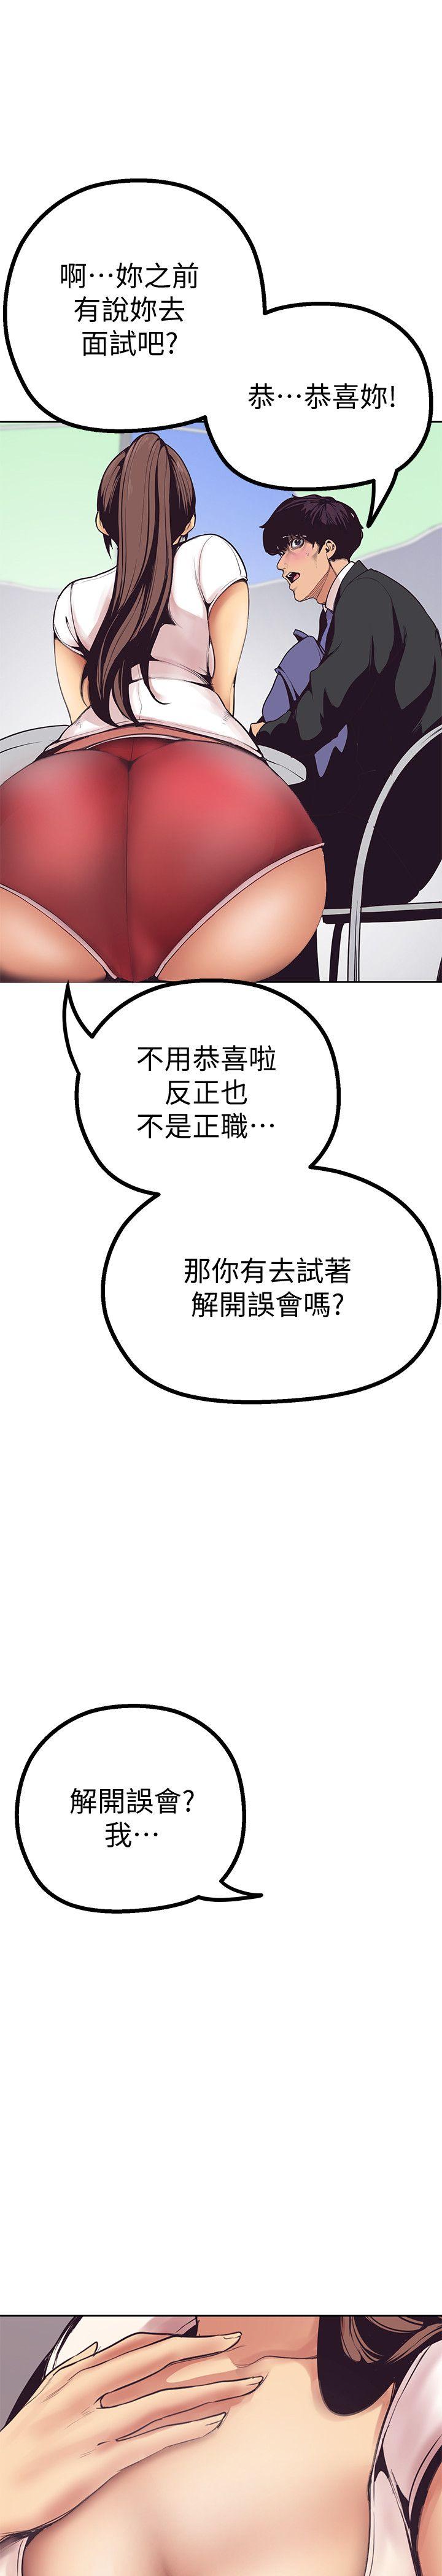 啊⋯妳之前
有說妳去
面試吧?
恭⋯恭喜妳!
不用恭喜啦
反正也
不是正職⋯
那你有去試著
解開誤會嗎?
解開誤會?
我⋯